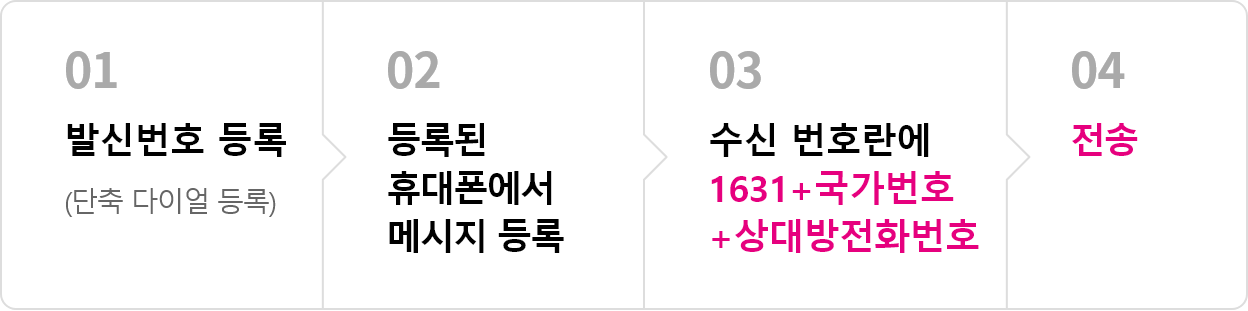 01
발신번호 등록
(단축 다이얼 등록)
02
등록된
휴대폰에서
메시지 등록
03
수신 번호란에
1631+국가번호
+상대방전화번호
04
전송